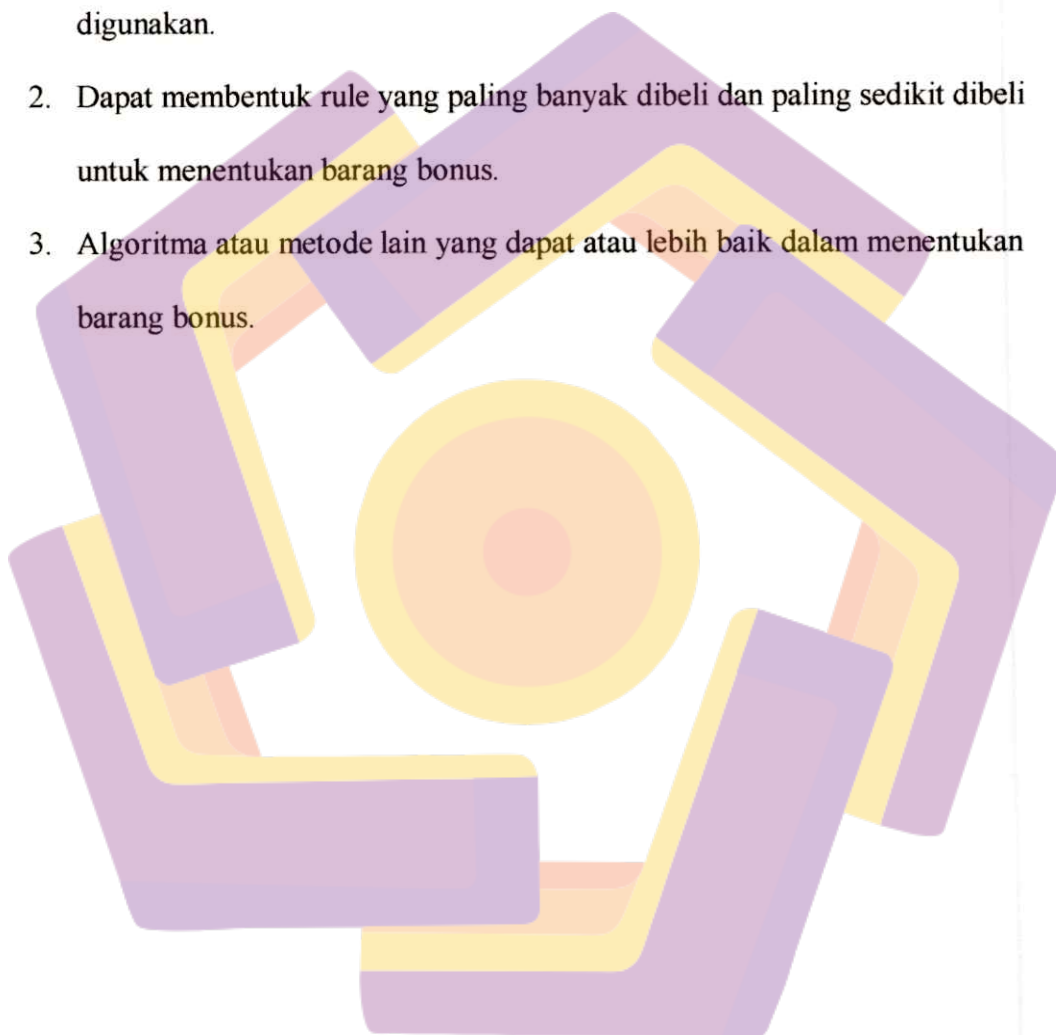 digunakan.
2. Dapat membentuk rule yang paling banyak dibeli dan paling sedikit dibeli
untuk menentukan barang bonus.
3. Algoritma atau metode lain yang dapat atau lebih baik dalam menentukan
barang bonus.